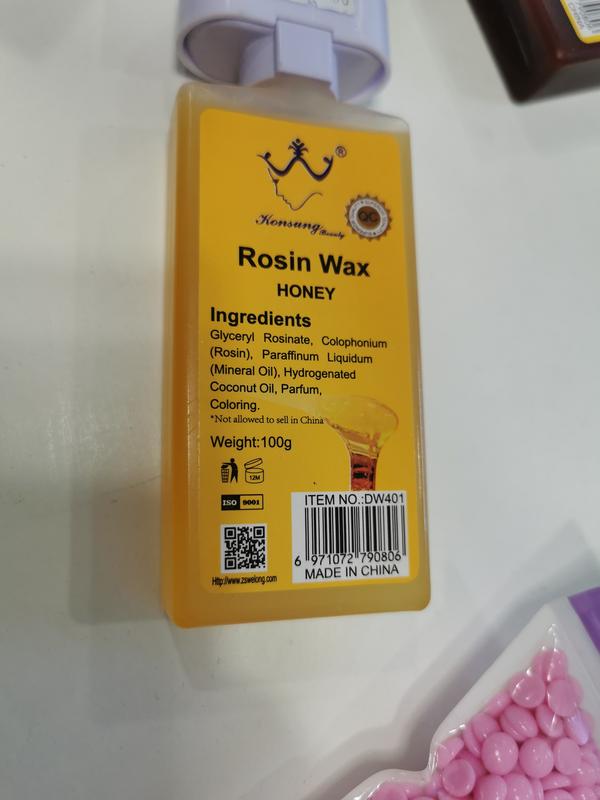 ®
Konsung Beauty
QC
Rosin Wax
HONEY
Ingredients
Glyceryl Rosinate, Colophonium
(Rosin), Paraffinum Liquidum
(Mineral Oil), Hydrogenated
Coconut Oil, Parfum,
Coloring.
*Not allowed to sell in China
Weight:100g
12M
ISO 9001
ITEM NO.:DW401
6 971072 790806
MADE IN CHINA
Http://www.zswelong.com